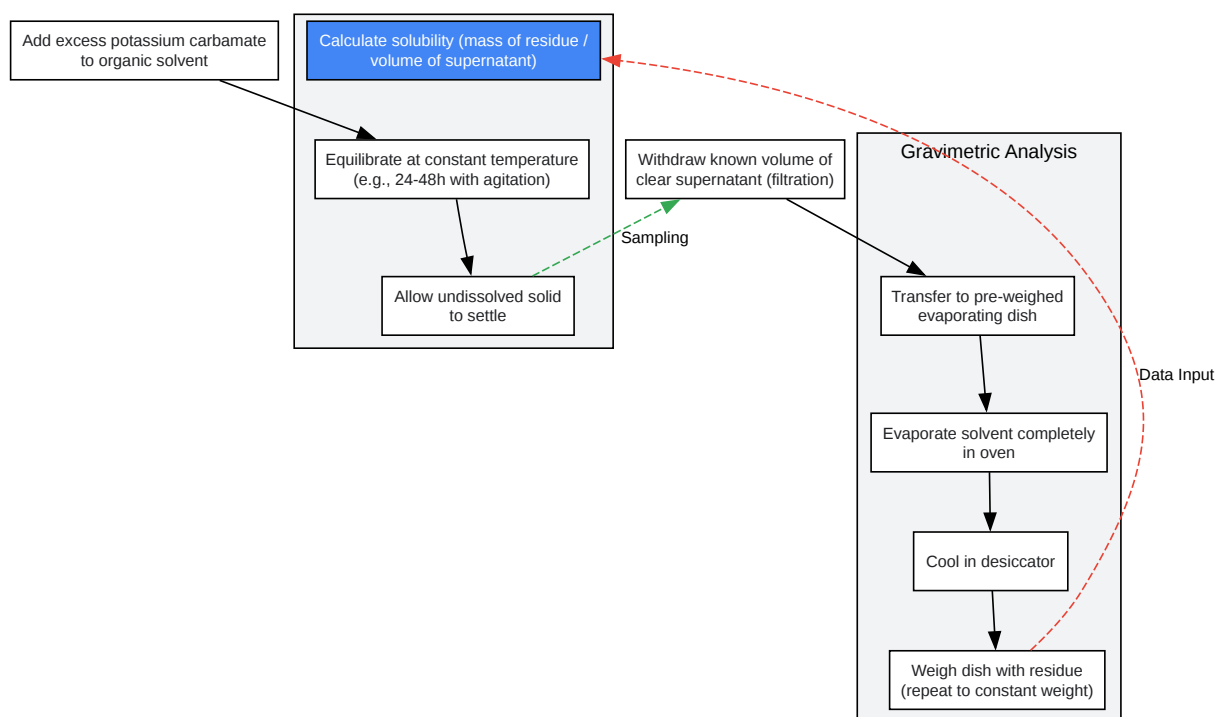 Add excess potassium carbamate
to organic solvent
Calculate solubility (mass of residue /
volume of supernatant)
Equilibrate at constant temperature
(e.g., 24-48h with agitation)
Withdraw known volume of
clear supernatant (filtration)
Gravimetric Analysis
Sampling
Allow undissolved solid
to settle
Transfer to pre-weighed
evaporating dish
Data Input
Evaporate solvent completely
in oven
Cool in desiccator
Weigh dish with residue
(repeat to constant weight)